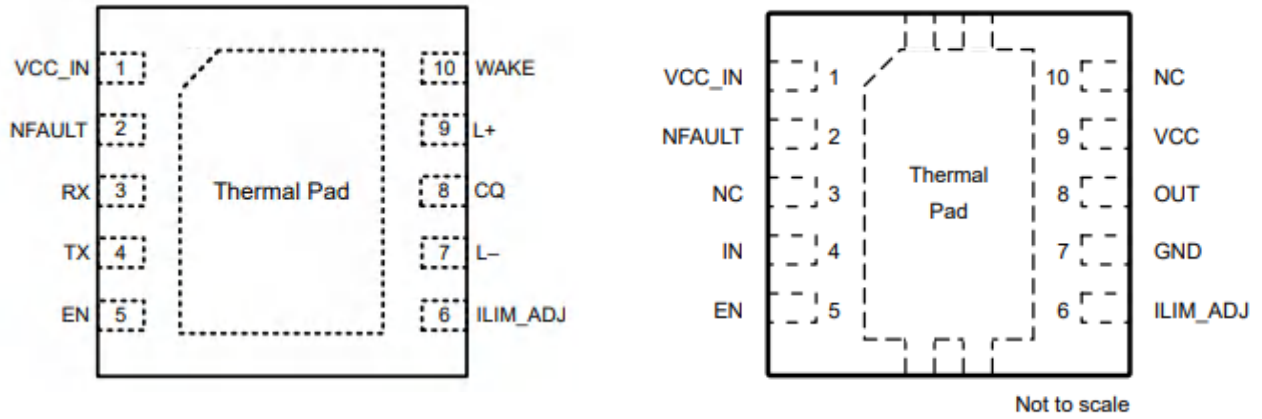 VCC_IN 1
NFAULT 2
RX 3
TX 4
EN 5
Thermal Pad
10 WAKE
9 L+
8 CQ
7 L–
6 ILIM_ADJ
VCC_IN 1
NFAULT 2
NC 3
IN 4
EN 5
Thermal
Pad
10 NC
9 VCC
8 OUT
7 GND
6 ILIM_ADJ
Not to scale